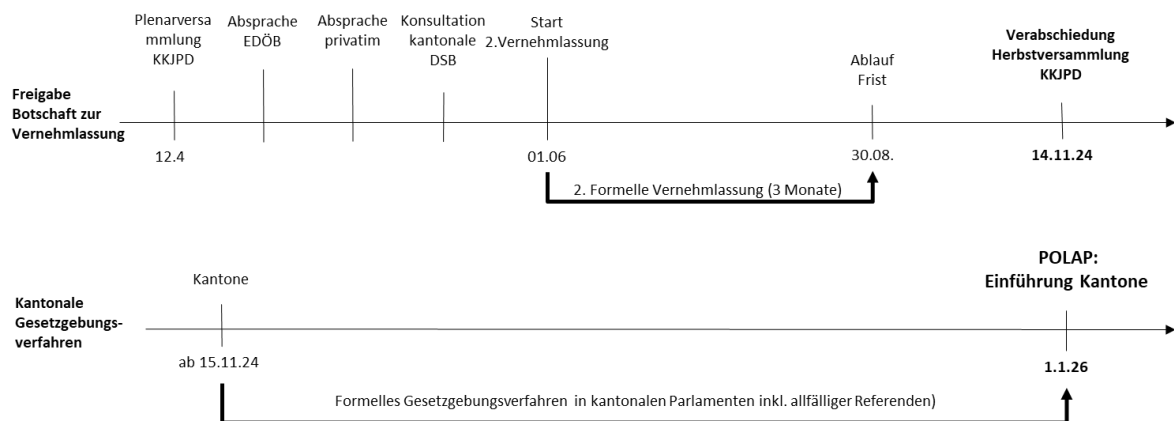 Plenarversa
mmlung
KKJPD
Absprache
EDÖB
Absprache
privatim
Konsultation
kantonale
DSB
Start
2.Vernehmlassung
Ablauf
Frist
Verabschiedung
Herbstversammlung
KKJPD
Freigabe
Botschaft zur
Vernehmlassung
12.4
01.06
30.08.
14.11.24
2. Formelle Vernehmlassung (3 Monate)
Kantone
POLAP:
Einführung Kantone
Kantonale
Gesetzgebungs-
verfahren
ab 15.11.24
1.1.26
Formelles Gesetzgebungsverfahren in kantonalen Parlamenten inkl. allfälliger Referenden)